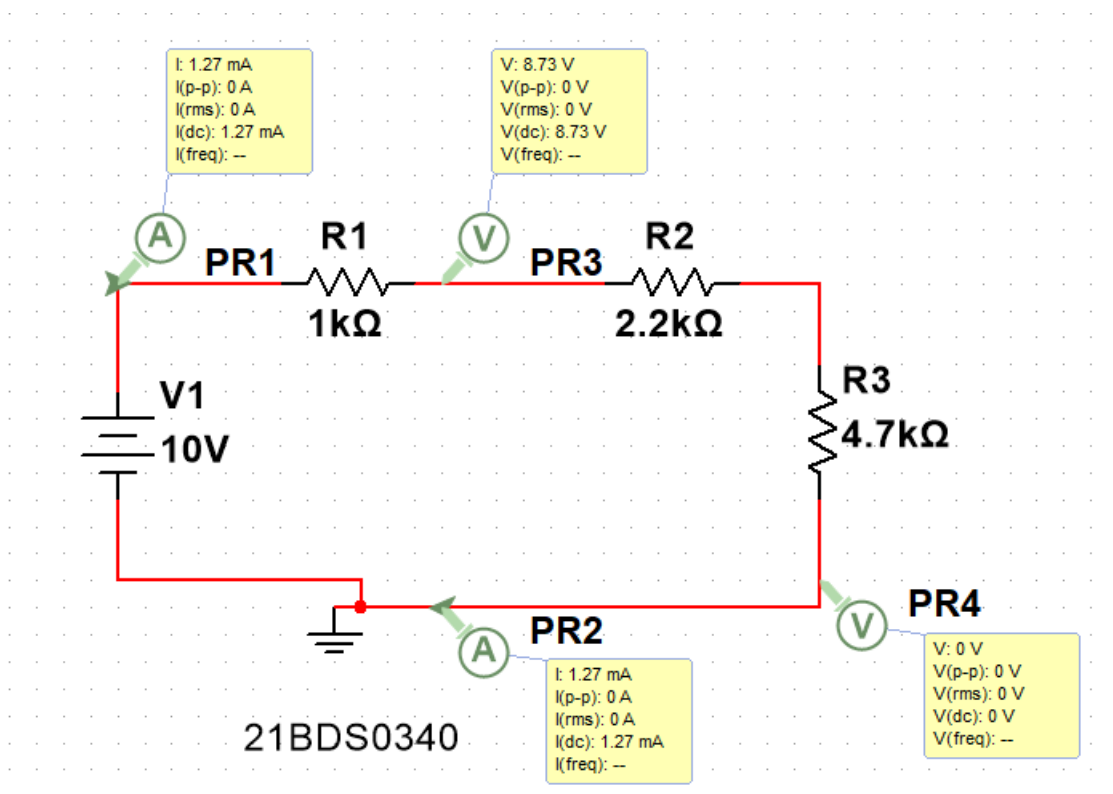 I: 1.27 mA
I(p-p): 0 A
I(rms): 0 A
I(dc): 1.27 mA
I(freq): --
V: 8.73 V
V(p-p): 0 V
V(rms): 0 V
V(dc): 8.73 V
V(freq): --
A
V
PR1
R1
PR3
R2
1kΩ
2.2kΩ
V1
10V
R3
4.7kΩ
PR2
A
PR4
V
I: 1.27 mA
I(p-p): 0 A
I(rms): 0 A
I(dc): 1.27 mA
I(freq): --
V: 0 V
V(p-p): 0 V
V(rms): 0 V
V(dc): 0 V
V(freq): --
21BDS0340